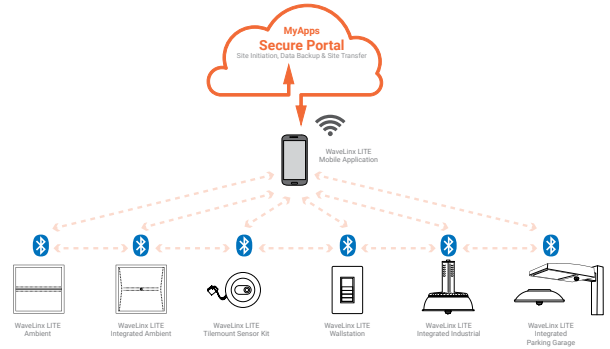 MyApps
Secure Portal
Site Initiation, Data Backup & Site Transfer
WaveLinx LITE
Mobile Application
WaveLinx LITE
Ambient
WaveLinx LITE
Integrated Ambient
WaveLinx LITE
Tilemount Sensor Kit
WaveLinx LITE
Wallstation
WaveLinx LITE
Integrated Industrial
WaveLinx LITE
Integrated
Parking Garage